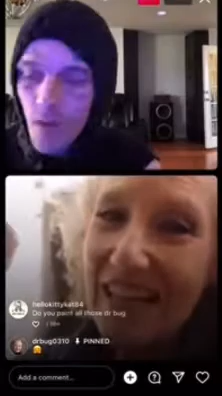 hellokittykat84
Do you paint all those dr bug
drbug0310 PINNED
Add a comment...